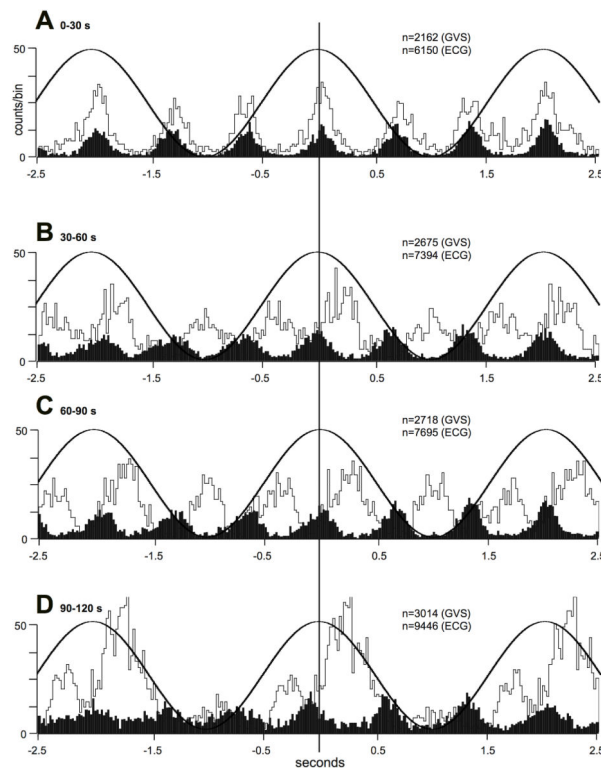 A 0-30 s
n=2162 (GVS)
n=6150 (ECG)
50
counts/bin
0
-2.5 -1.5 -0.5 0 0.5 1.5 2.5
B 30-60 s
n=2675 (GVS)
n=7394 (ECG)
50
0
-2.5 -1.5 -0.5 0 0.5 1.5 2.5
C 60-90 s
n=2718 (GVS)
n=7695 (ECG)
50
0
-2.5 -1.5 -0.5 0 0.5 1.5 2.5
D 90-120 s
n=3014 (GVS)
n=9446 (ECG)
50
0
-2.5 -1.5 -0.5 0 0.5 1.5 2.5
seconds